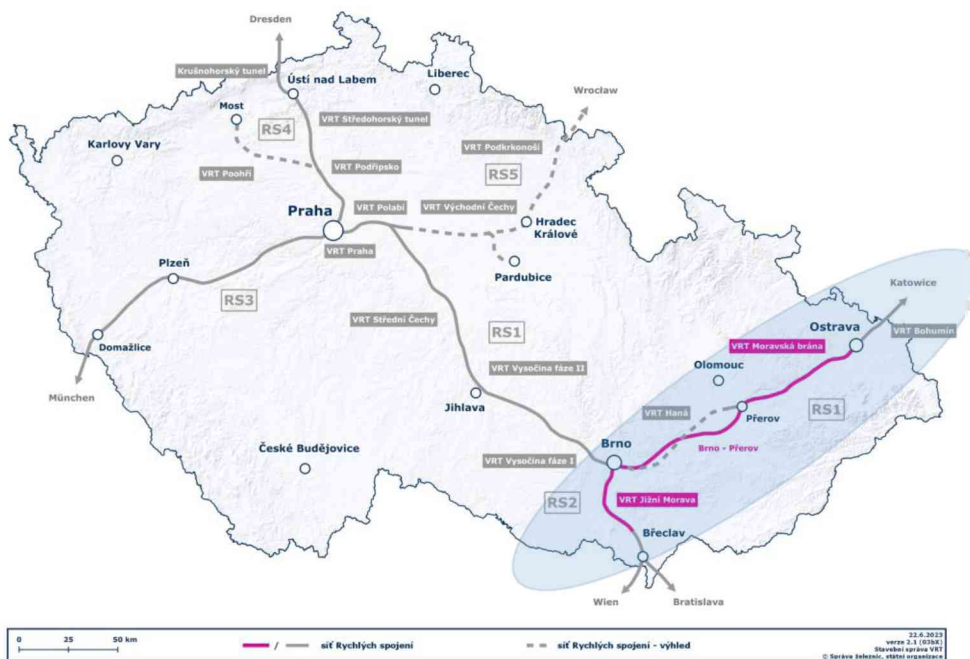 Dresden
Krušnohorský tunel
Ústí nad Labem
Liberec
Wrocław
Most
VRT Středohorský tunel
RS4
Karlovy Vary
VRT Podkrkonoší
VRT Poohří
VRT Podřipsko
RS5
Praha
VRT Polabí
VRT Východní Čechy
Hradec
Králové
VRT Praha
Plzeň
Pardubice
RS3
Katowice
VRT Střední Čechy
RS1
Ostrava
VRT Bohumín
Domažlice
VRT Moravská brána
Olomouc
VRT Vysočina fáze II
München
Jihlava
VRT Haná
Přerov
RS1
České Budějovice
Brno
Brno - Přerov
VRT Vysočina fáze I
RS2
VRT Jižní Morava
Břeclav
Wien
Bratislava
0 25 50 km
/ síť Rychlých spojení
síť Rychlých spojení - výhled
22.6.2023
verze 2.1 (03bX)
Stavební správa VRT
© Správa železnic, státní organizace